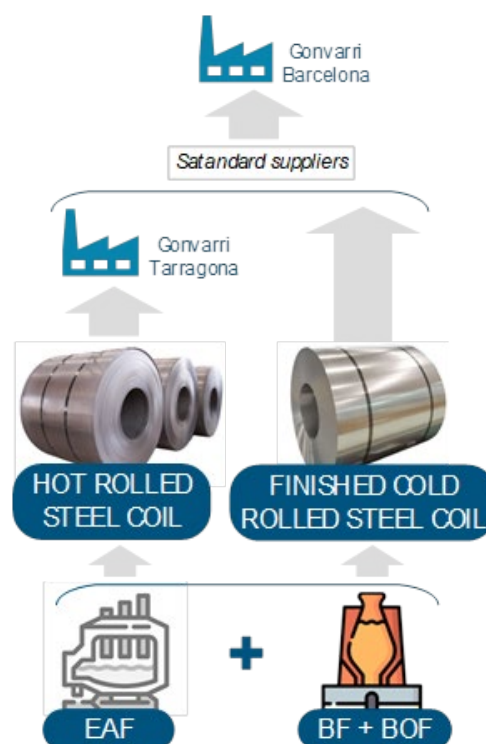 Gonvarri
Barcelona
Satandard suppliers
Gonvarri
Tarragona
HOT ROLLED
STEEL COIL
FINISHED COLD
ROLLED STEEL COIL
EAF
+
BF + BOF